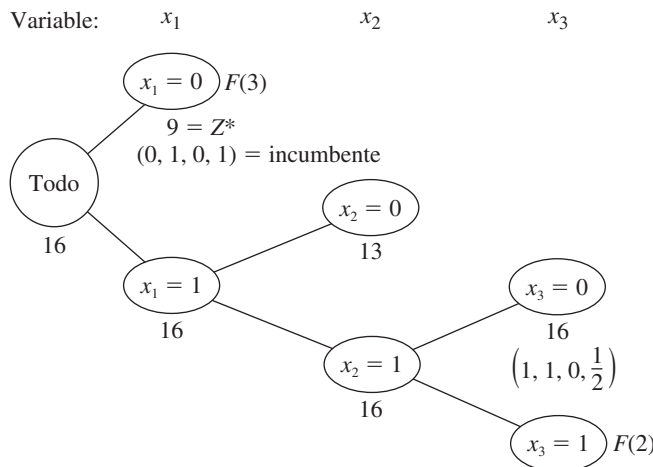 Variable: x₁ x₂ x₃
x₁ = 0 F(3)
9 = Z*
(0, 1, 0, 1) = incumbente
Todo
16
x₂ = 0
13
x₁ = 1
16
x₃ = 0
16
(1, 1, 0, 1/2)
x₂ = 1
16
x₃ = 1 F(2)